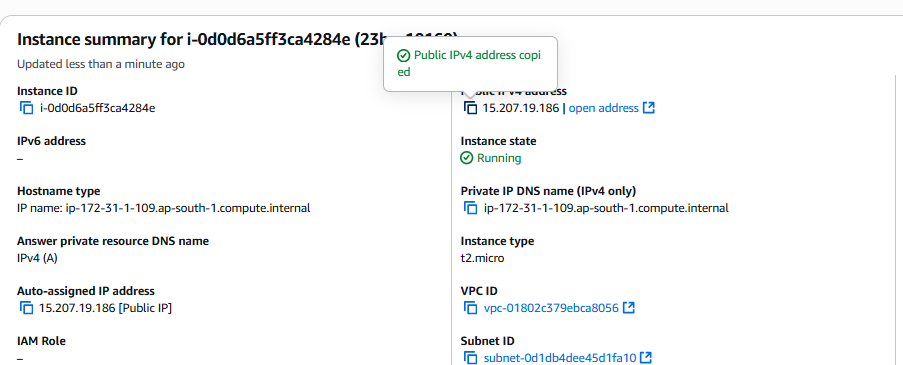 Instance summary for i-0d0d6a5ff3ca4284e (23b
Public IPv4 address copi
ed
Updated less than a minute ago
Instance ID
i-0d0d6a5ff3ca4284e
Public IPv4 address
15.207.19.186 | open address
IPv6 address
–
Instance state
Running
Hostname type
IP name: ip-172-31-1-109.ap-south-1.compute.internal
Private IP DNS name (IPv4 only)
ip-172-31-1-109.ap-south-1.compute.internal
Answer private resource DNS name
IPv4 (A)
Instance type
t2.micro
Auto-assigned IP address
15.207.19.186 [Public IP]
VPC ID
vpc-01802c379ebca8056
IAM Role
–
Subnet ID
subnet-0d1db4dee45d1fa10